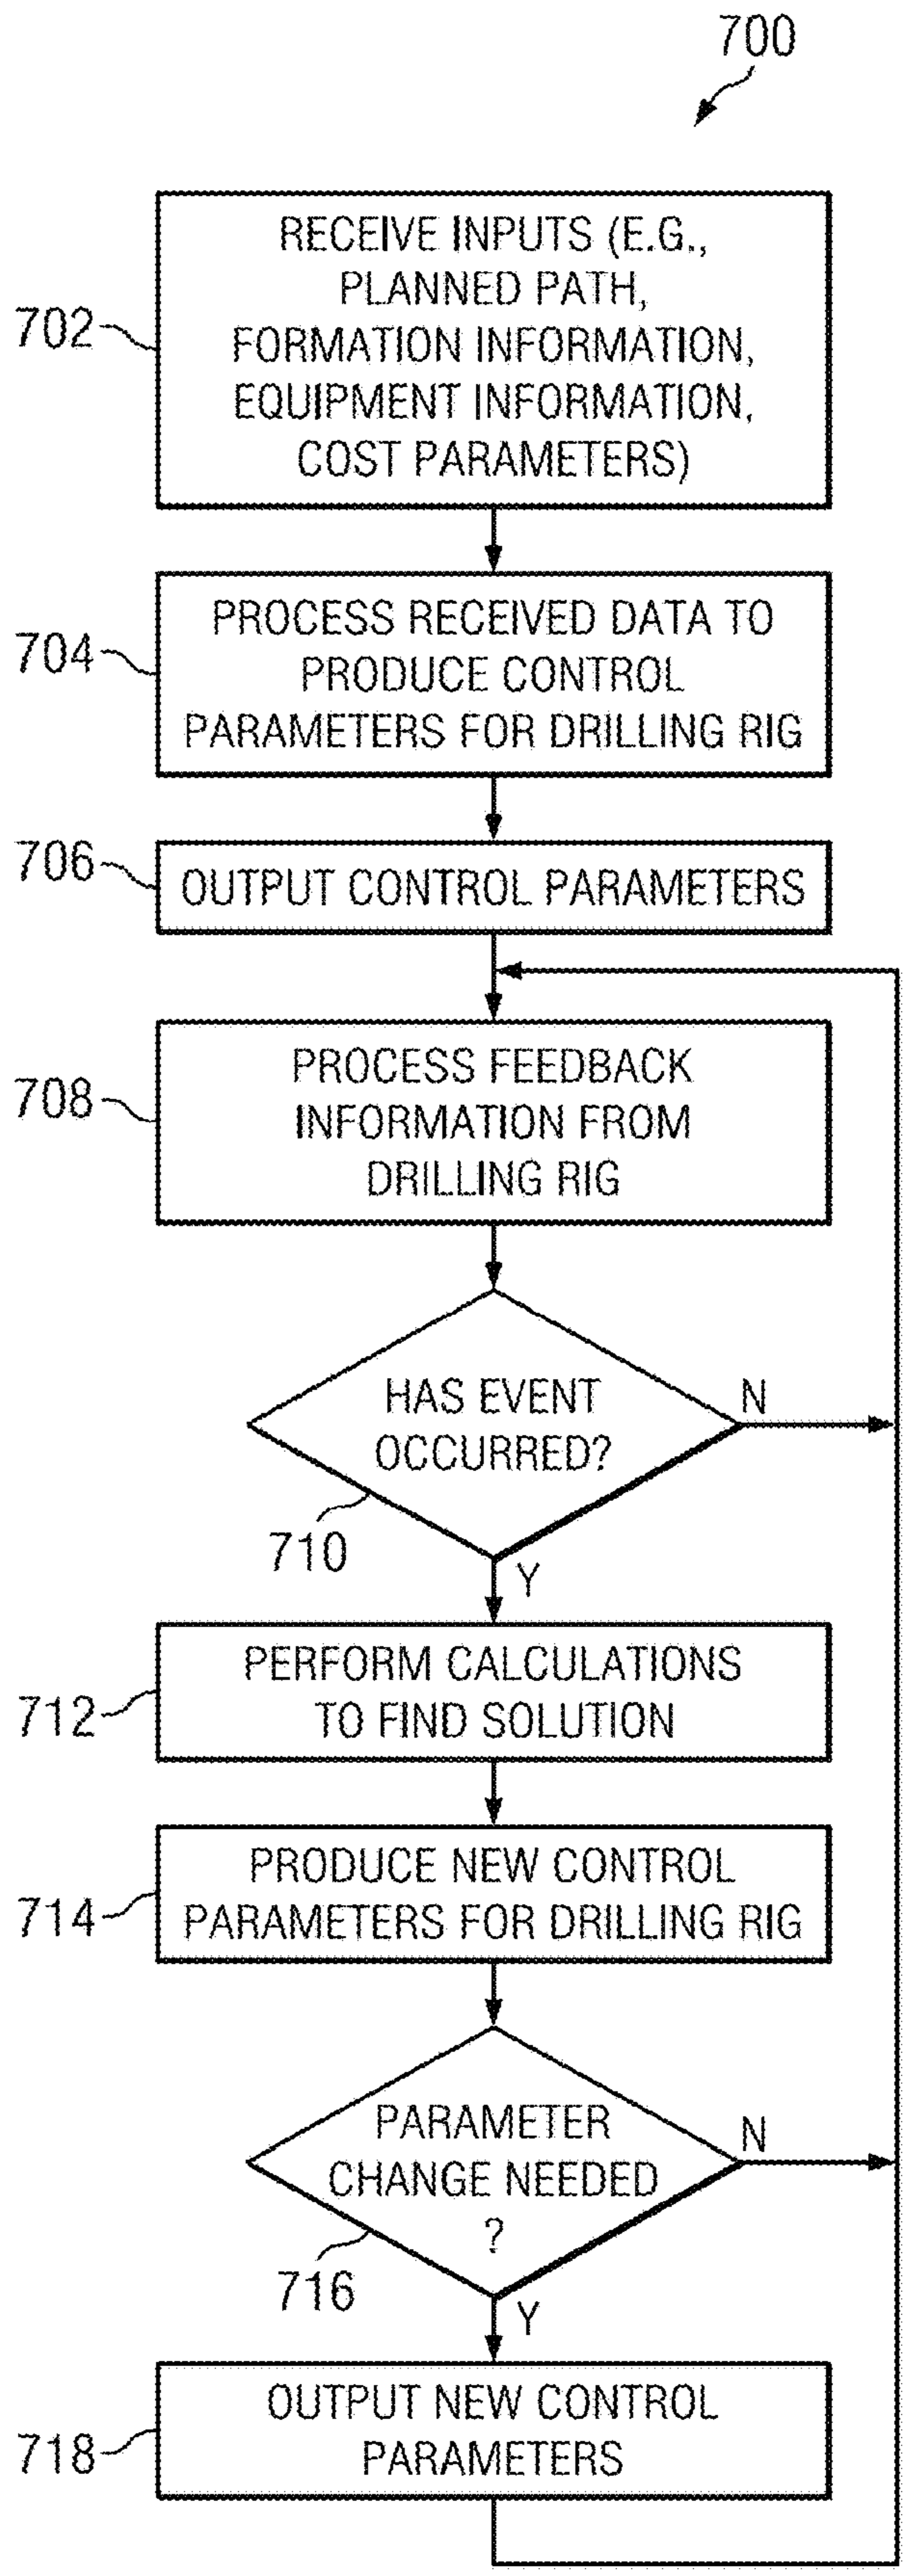 700
702
RECEIVE INPUTS (E.G.,
PLANNED PATH,
FORMATION INFORMATION,
EQUIPMENT INFORMATION,
COST PARAMETERS)
704
PROCESS RECEIVED DATA TO
PRODUCE CONTROL
PARAMETERS FOR DRILLING RIG
706
OUTPUT CONTROL PARAMETERS
708
PROCESS FEEDBACK
INFORMATION FROM
DRILLING RIG
HAS EVENT
OCCURRED?
N
710
Y
712
PERFORM CALCULATIONS
TO FIND SOLUTION
714
PRODUCE NEW CONTROL
PARAMETERS FOR DRILLING RIG
PARAMETER
CHANGE NEEDED
?
N
716
Y
718
OUTPUT NEW CONTROL
PARAMETERS